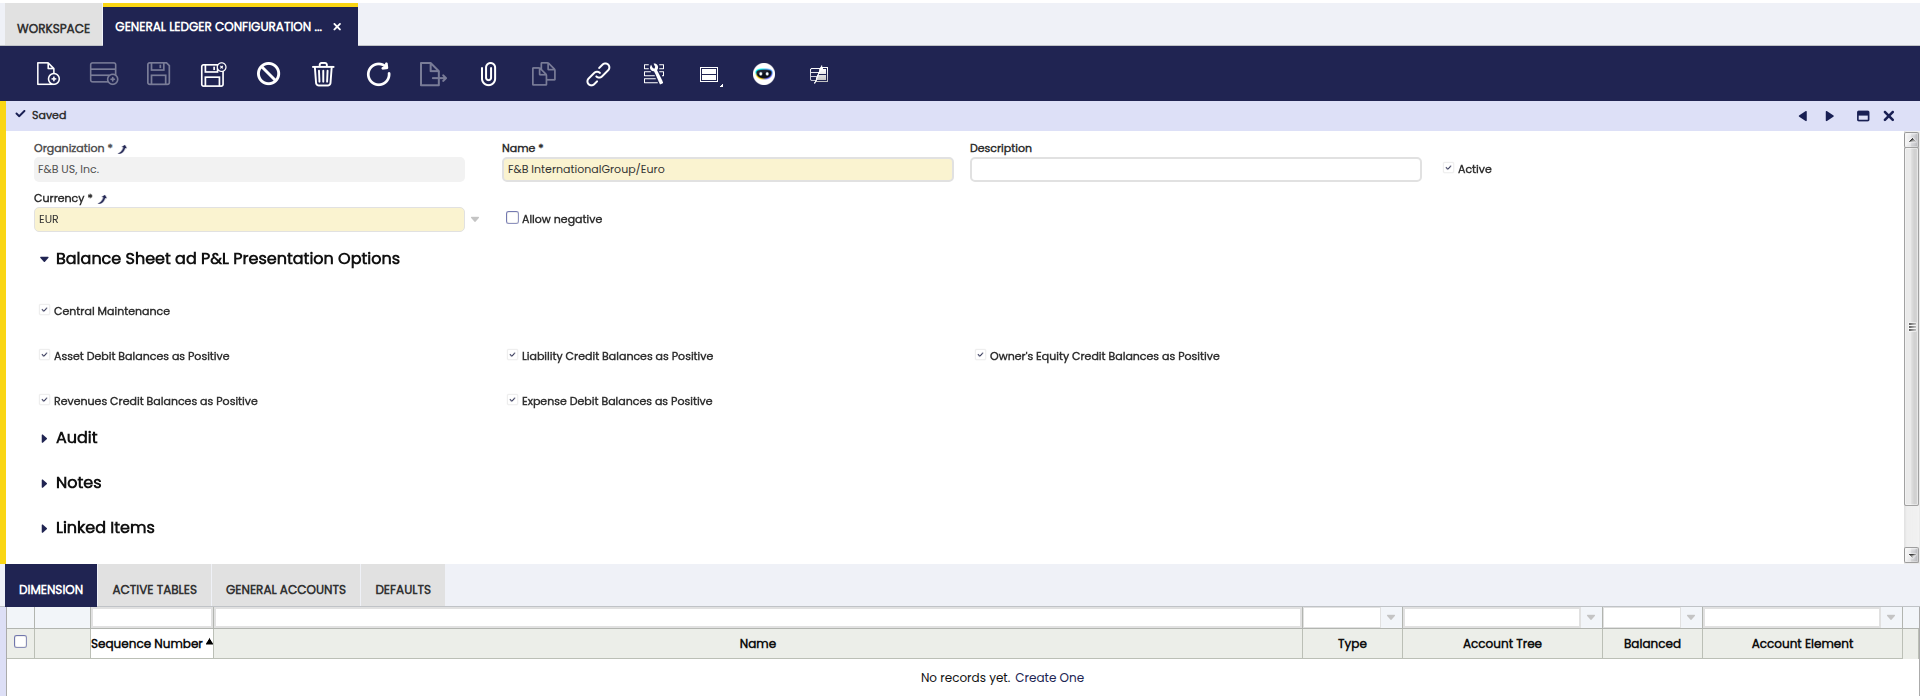 WORKSPACE
GENERAL LEDGER CONFIGURATION ...
Saved
Organization *
Name *
Description
F&B US, Inc.
F&B InternationalGroup/Euro
Active
Currency *
EUR
Allow negative
Balance Sheet ad P&L Presentation Options
Central Maintenance
Asset Debit Balances as Positive
Liability Credit Balances as Positive
Owner's Equity Credit Balances as Positive
Revenues Credit Balances as Positive
Expense Debit Balances as Positive
Audit
Notes
Linked Items
DIMENSION
ACTIVE TABLES
GENERAL ACCOUNTS
DEFAULTS
Sequence Number
Name
Type
Account Tree
Balanced
Account Element
No records yet. Create One